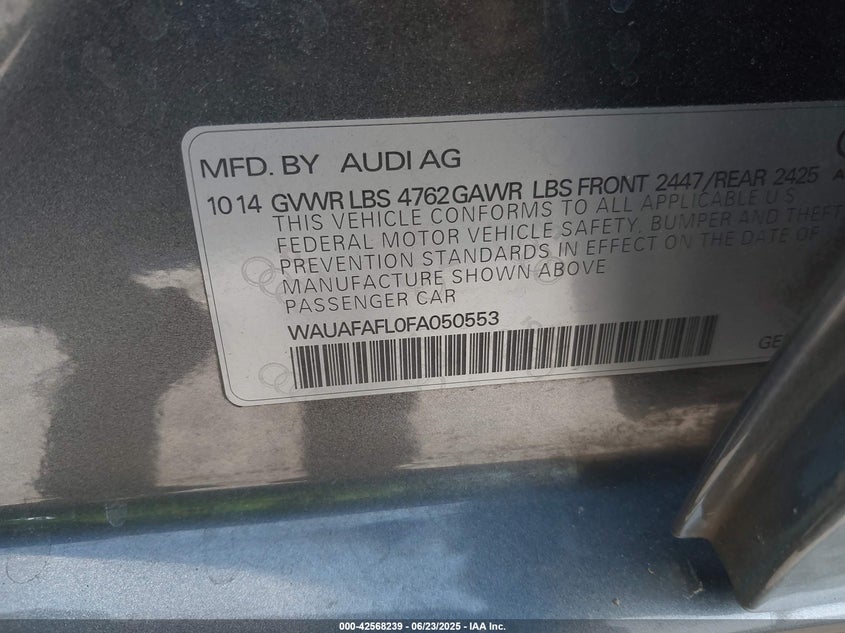 MFD. BY AUDI AG
10 14 GVWR LBS 4762 GAWR LBS FRONT 2447/REAR 2425
THIS VEHICLE CONFORMS TO ALL APPLICABLE U S
FEDERAL MOTOR VEHICLE SAFETY, BUMPER AND THEFT
PREVENTION STANDARDS IN EFFECT ON THE DATE OF
MANUFACTURE SHOWN ABOVE
PASSENGER CAR
WAUAFAFL0FA050553
000-42568239 - 06/23/2025 - IAA Inc.